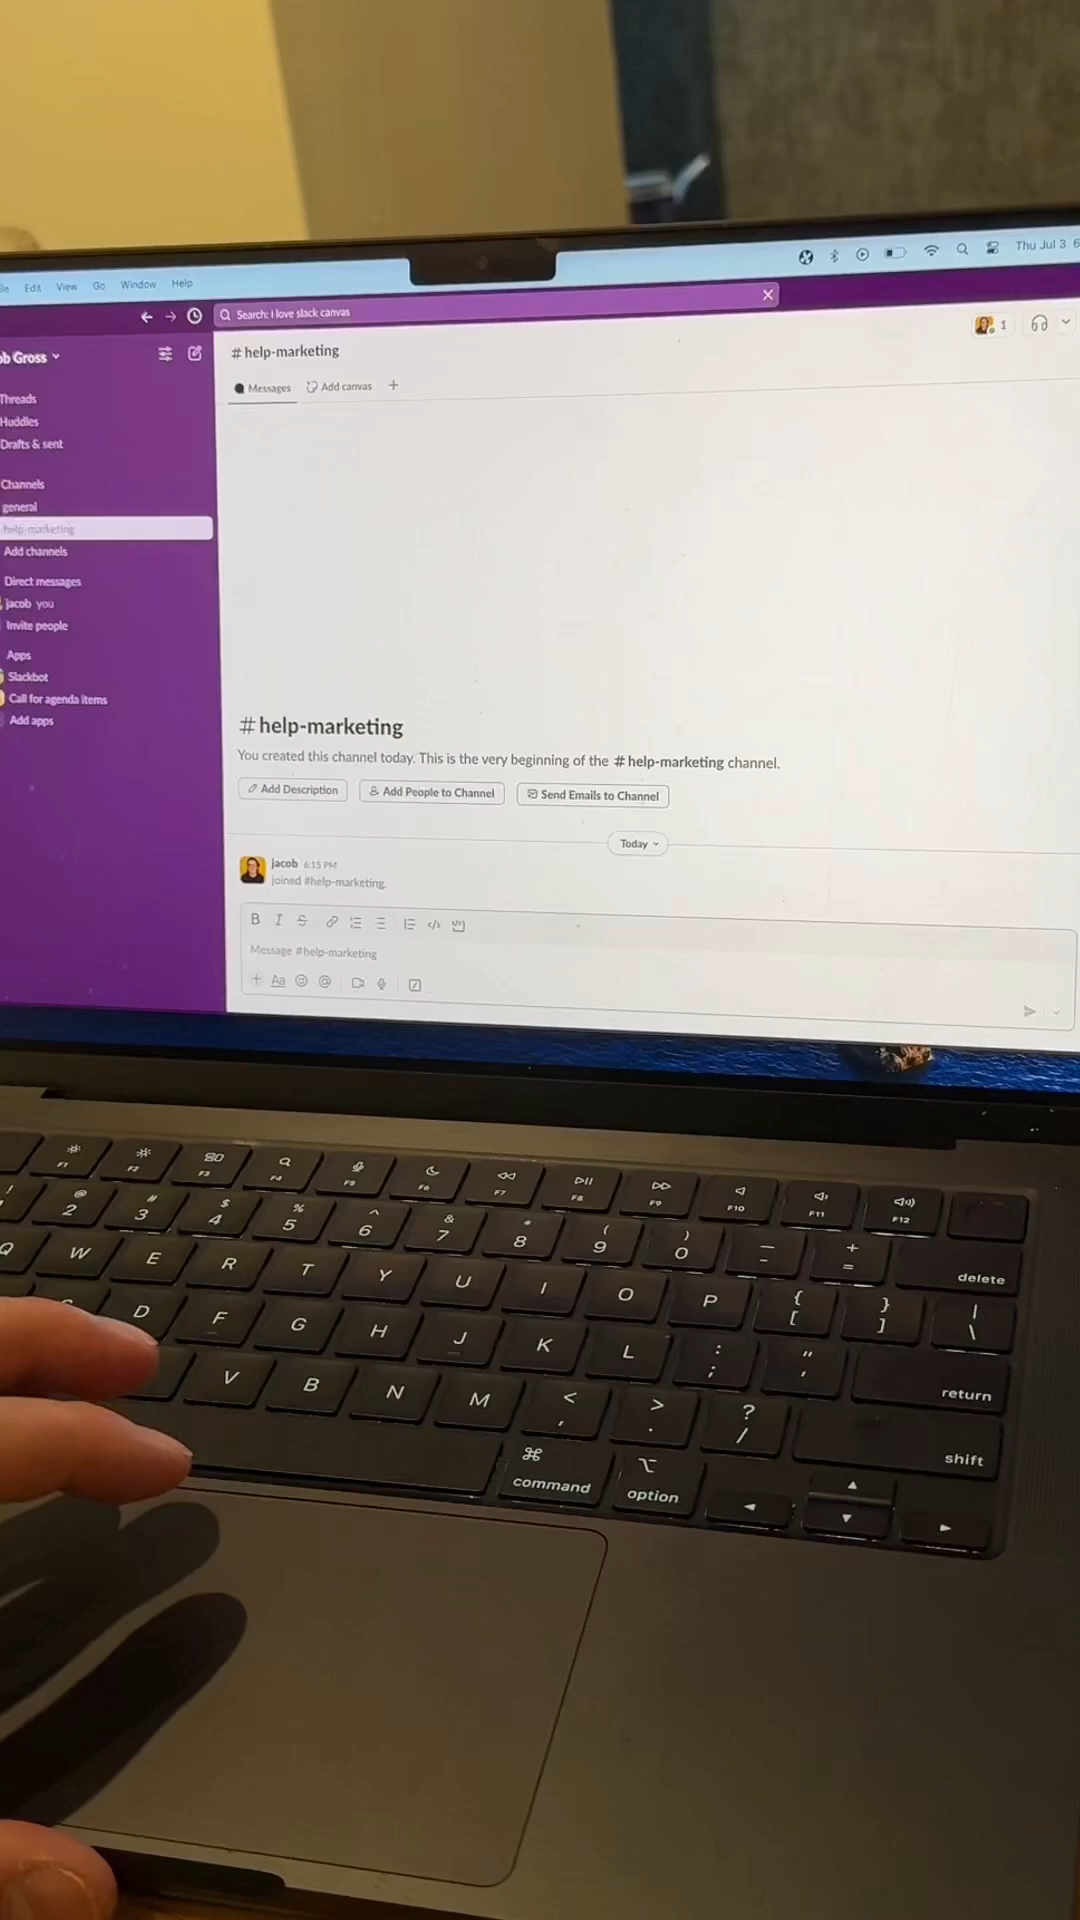 Edit View Go Window Help
Thu Jul 3 6
Search: i love slack canvas
ob Gross
# help-marketing
1
Messages Add canvas +
Threads
Huddles
Drafts & sent
Channels
general
help-marketing
Add channels
Direct messages
jacob you
Invite people
Apps
Slackbot
Call for agenda items
Add apps
# help-marketing
You created this channel today. This is the very beginning of the # help-marketing channel.
Add Description Add People to Channel Send Emails to Channel
Today
jacob 6:15 PM
joined #help-marketing.
B I S
Message #help-marketing
+ Aa @
F1 F2 F3 F4 F5 F6 F7 F8 F9 F10 F11 F12
! @ # $ % ^ & * ( ) — +
2 3 4 5 6 7 8 9 0 - =
delete
Q W E R T Y U I O P { [ } ] | \
D F G H J K L : ; " ' return
V B N M < , > . ? / shift
⌘ command ⌥ option
◄ ▲ ▼ ►